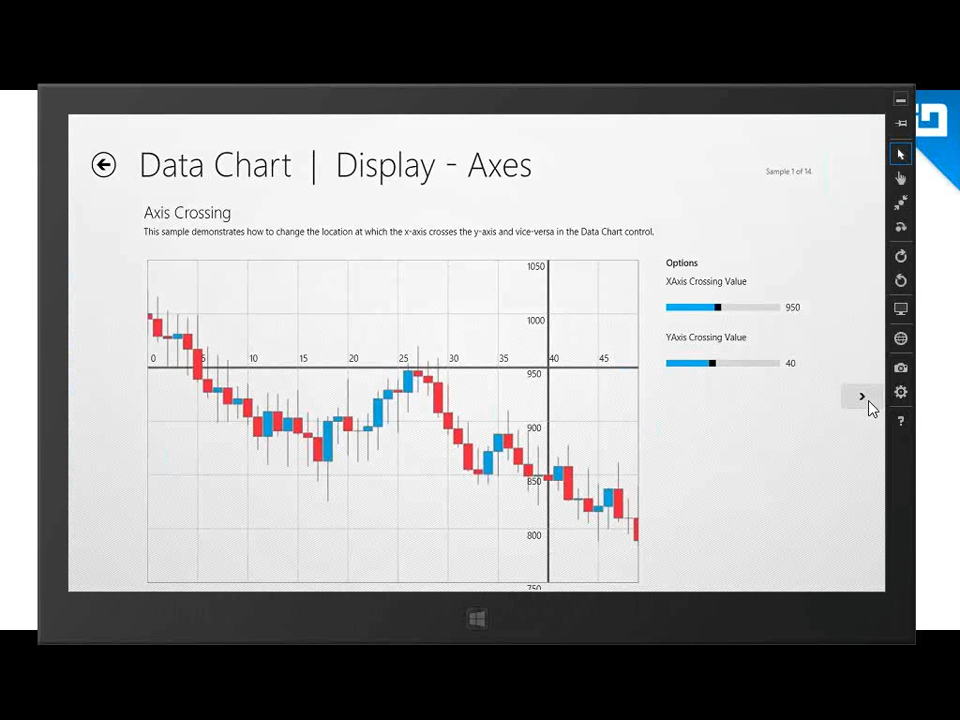 Data Chart | Display - Axes
Sample 1 of 14
Axis Crossing
This sample demonstrates how to change the location at which the x-axis crosses the y-axis and vice-versa in the Data Chart control.
Options
XAxis Crossing Value
950
YAxis Crossing Value
40
1050
1000
0 5 10 15 20 25 30 35 40 45
950
900
850
800
750
?